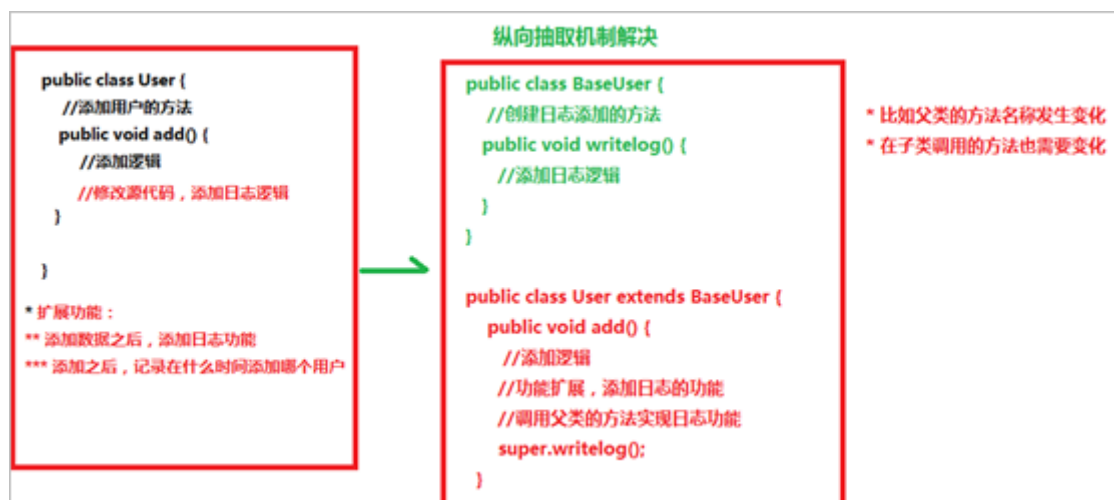 纵向抽取机制解决
public class User {
//添加用户的方法
public void add() {
//添加逻辑
//修改源代码，添加日志逻辑
}
}
* 扩展功能：
** 添加数据之后，添加日志功能
*** 添加之后，记录在什么时间添加哪个用户
public class BaseUser {
//创建日志添加的方法
public void writelog() {
//添加日志逻辑
}
}
public class User extends BaseUser {
public void add() {
//添加逻辑
//功能扩展，添加日志的功能
//调用父类的方法实现日志功能
super.writelog();
}
* 比如父类的方法名称发生变化
* 在子类调用的方法也需要变化